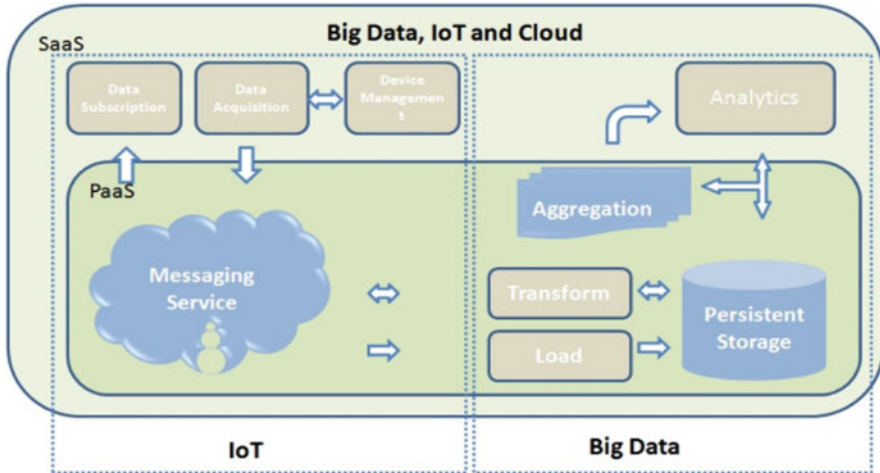 Big Data, IoT and Cloud
SaaS
Data
Subscription
Data
Acquisition
Device
Managemen
t
Analytics
PaaS
Aggregation
Messaging
Service
Transform
Load
Persistent
Storage
IoT
Big Data